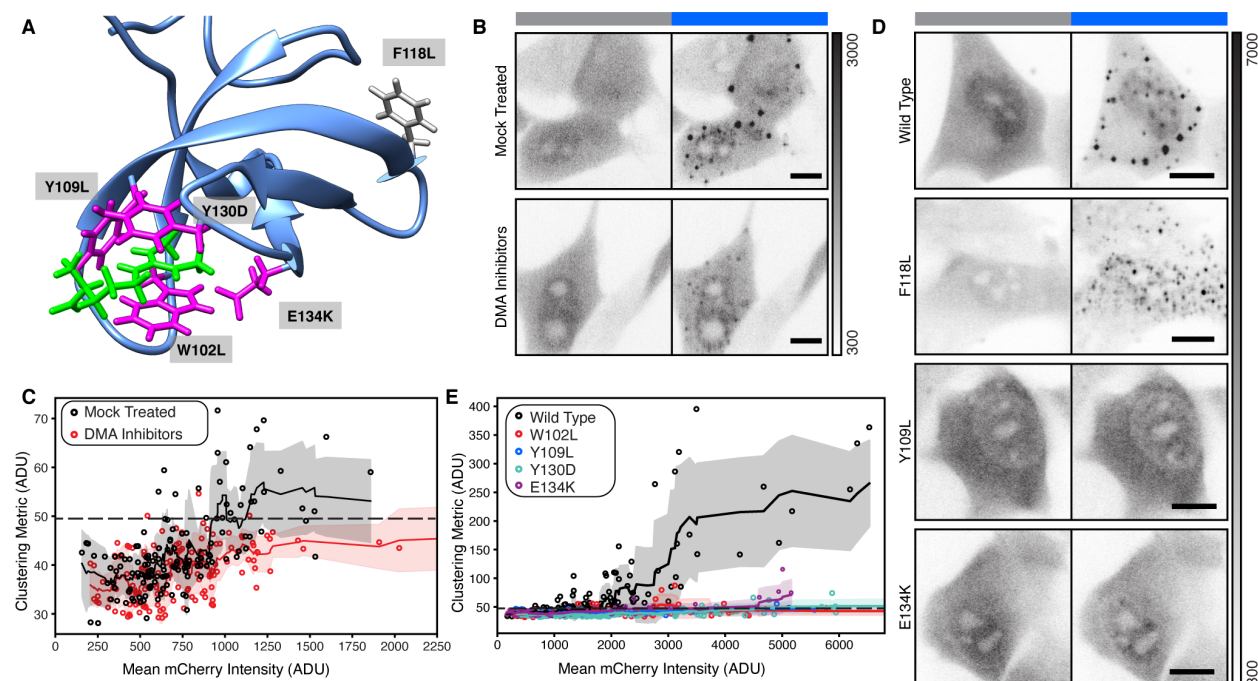 A
F118L
Y109L
Y130D
E134K
W102L
B
Mock Treated
DMA Inihibitors
3000
300
D
Wild Type
F118L
Y109L
E134K
7000
C
Mock Treated
DMA Inhibitors
Clustering Metric (ADU)
70
60
50
40
30
0 250 500 750 1000 1250 1500 1750 2000 2250
Mean mCherry Intensity (ADU)
E
Wild Type
W102L
Y109L
Y130D
E134K
Clustering Metric (ADU)
400
350
300
250
200
150
100
50
0 1000 2000 3000 4000 5000 6000
Mean mCherry Intensity (ADU)